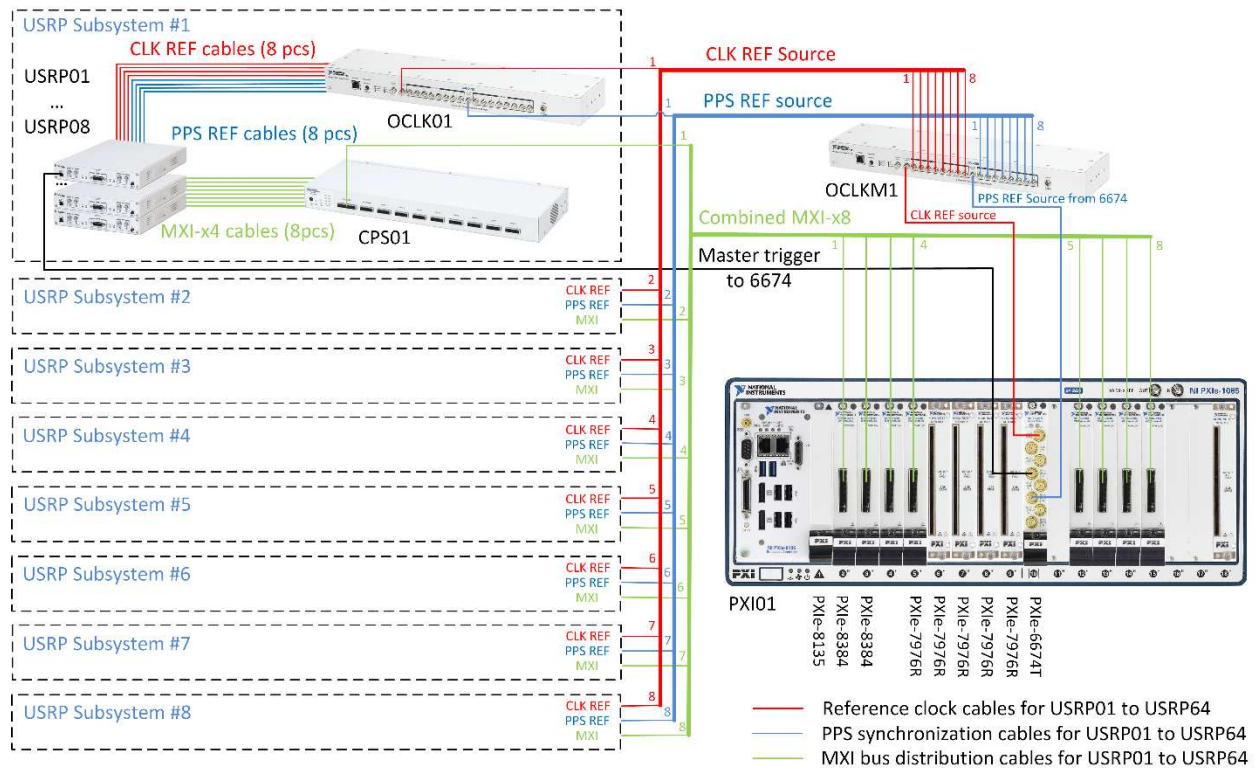 USRP Subsystem #1
CLK REF cables (8 pcs)
USRP01
...
USRP08
OCLK01
PPS REF cables (8 pcs)
...
MXI-x4 cables (8pcs)
CPS01
1
CLK REF Source
1
8
1
PPS REF source
1
8
1
OCLKM1
PPS REF Source from 6674
CLK REF source
Combined MXI-x8
1
4
5
8
Master trigger
to 6674
USRP Subsystem #2
CLK REF
PPS REF
MXI
2
2
2
USRP Subsystem #3
CLK REF
PPS REF
MXI
3
3
3
USRP Subsystem #4
CLK REF
PPS REF
MXI
4
4
4
USRP Subsystem #5
CLK REF
PPS REF
MXI
5
5
5
USRP Subsystem #6
CLK REF
PPS REF
MXI
6
6
6
USRP Subsystem #7
CLK REF
PPS REF
MXI
7
7
7
USRP Subsystem #8
CLK REF
PPS REF
MXI
8
8
8
NATIONAL
INSTRUMENTS
NI PXIe-1085
NATIONAL
INSTRUMENTS
PXI
PXI01
PXIe-8135
PXIe-8384
PXIe-8384
PXIe-7976R
PXIe-7976R
PXIe-7976R
PXIe-7976R
PXIe-7976R
PXIe-6674T
Reference clock cables for USRP01 to USRP64
PPS synchronization cables for USRP01 to USRP64
MXI bus distribution cables for USRP01 to USRP64